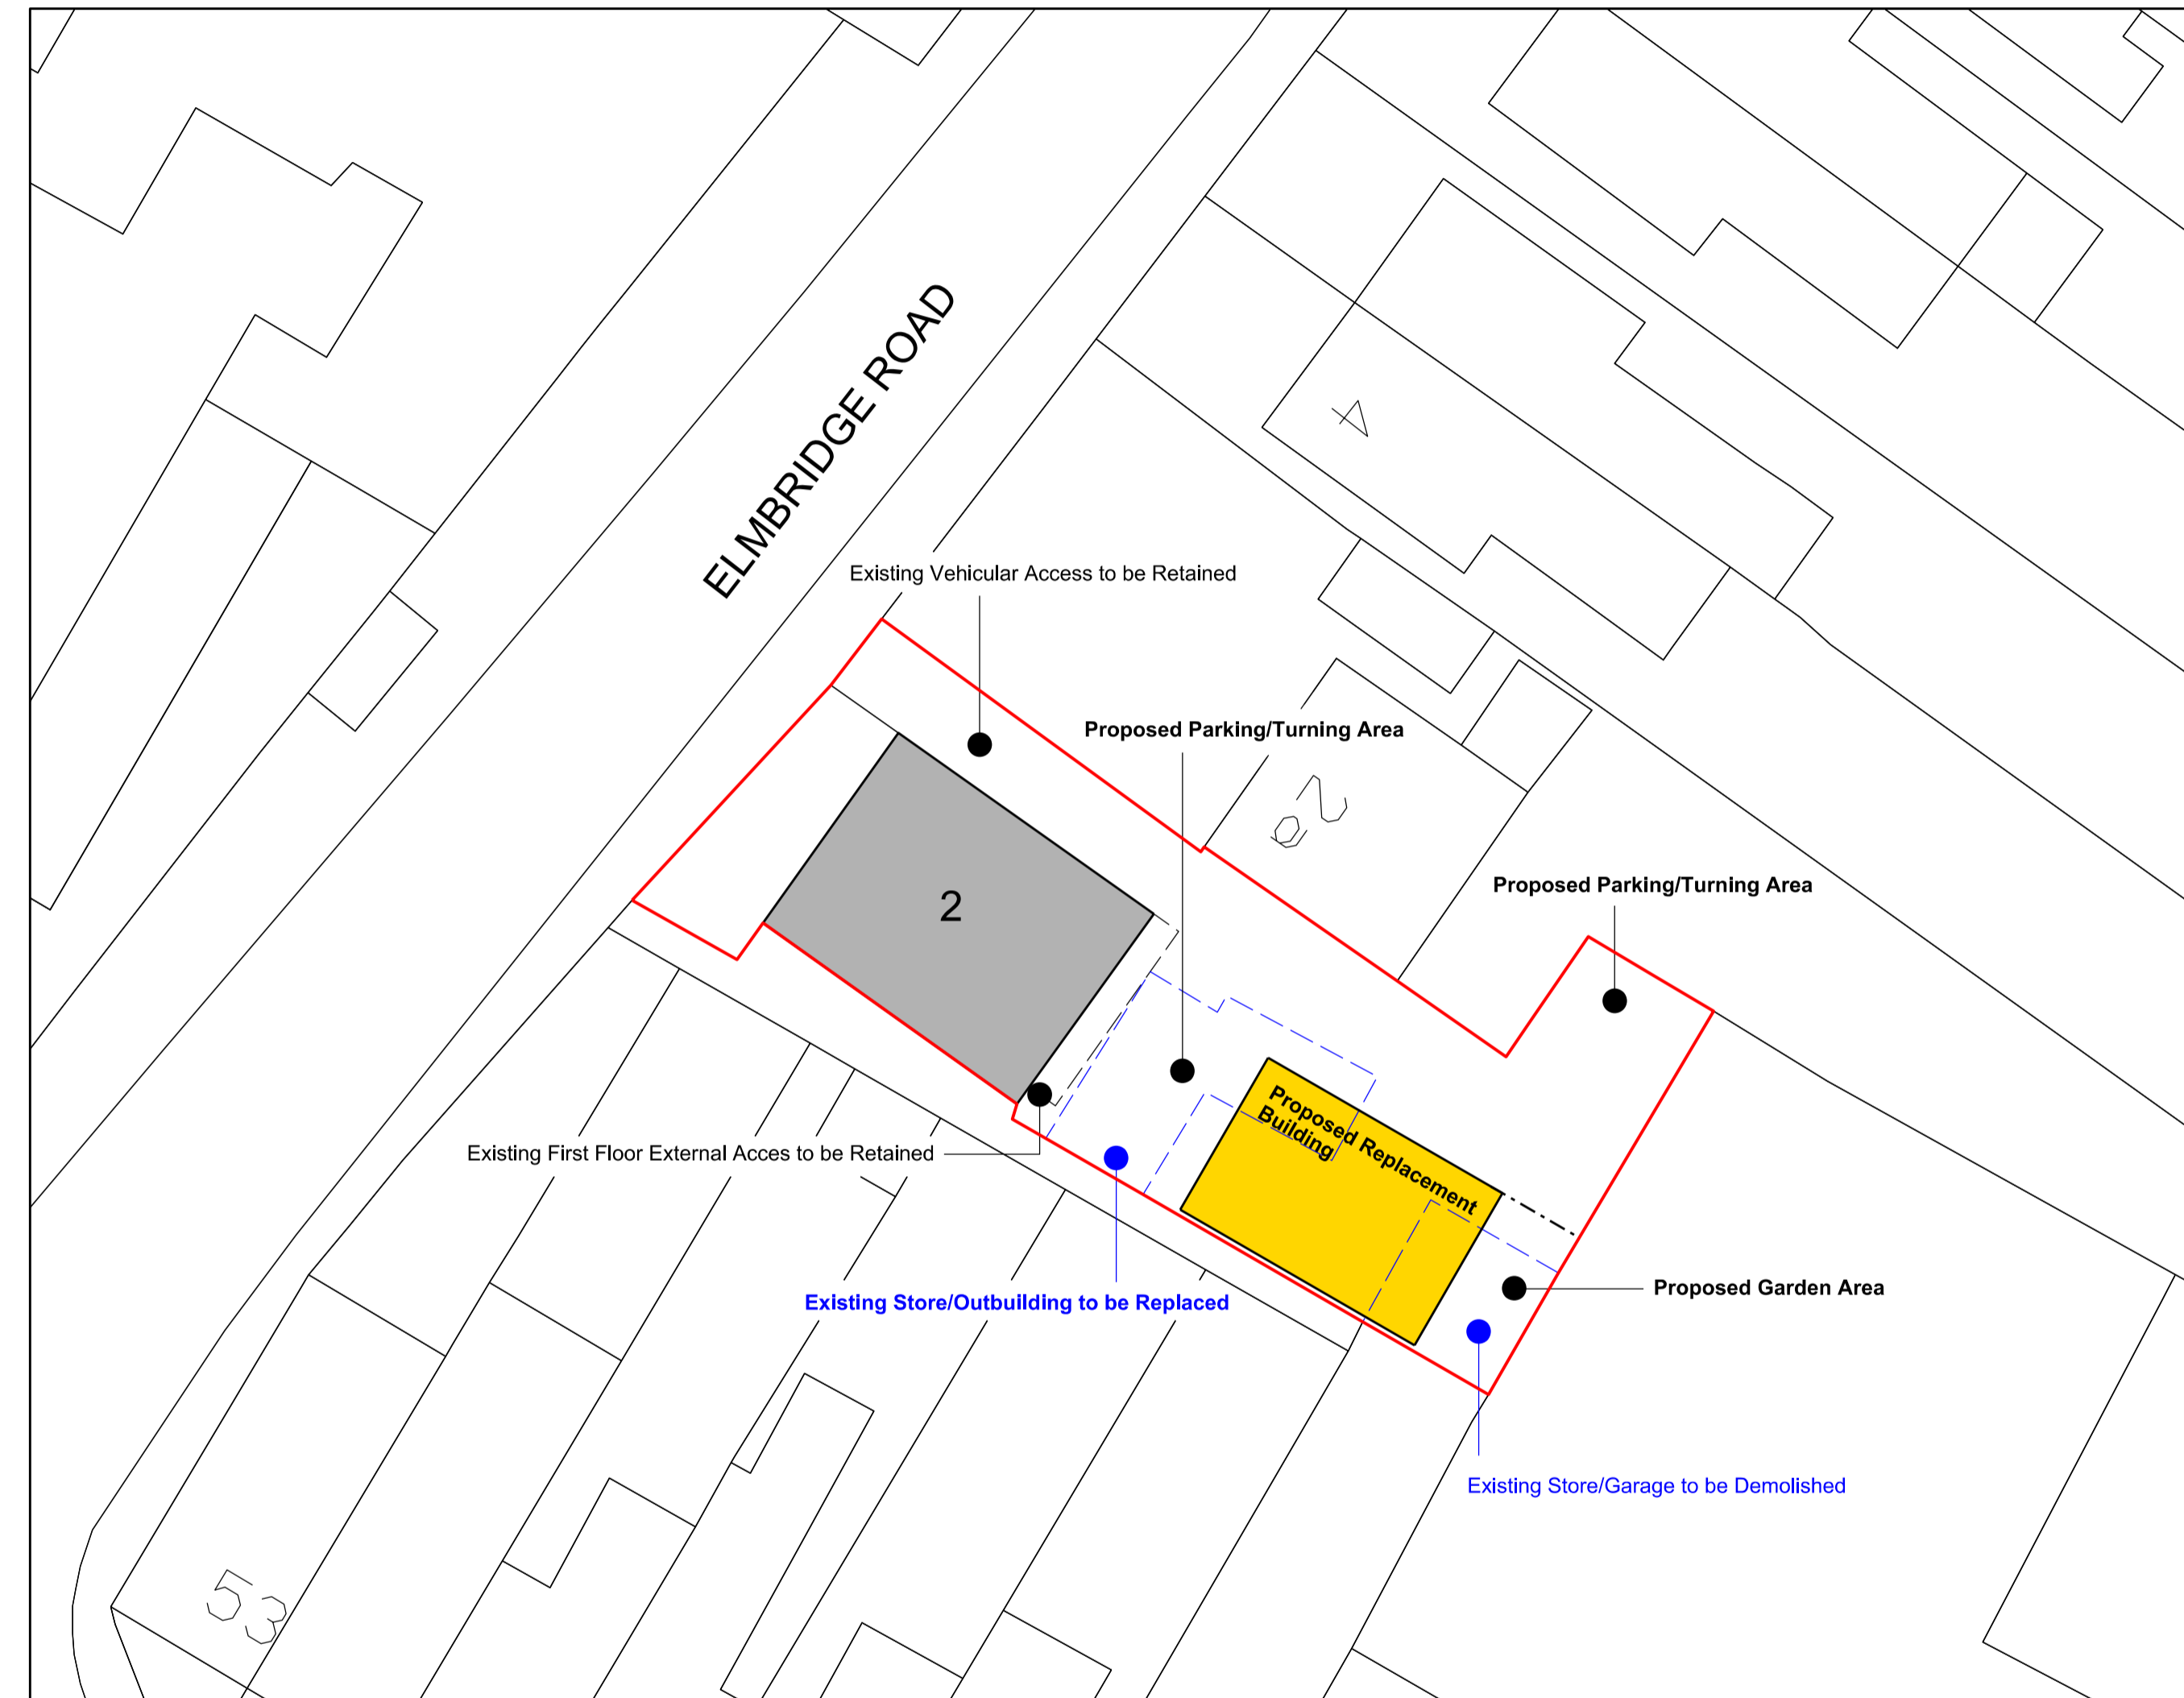 ELMBRIDGE ROAD
4
Existing Vehicular Access to be Retained
Proposed Parking/Turning Area
2a
Proposed Parking/Turning Area
2
Proposed Replacement
Building
Existing First Floor External Acces to be Retained
Proposed Garden Area
Existing Store/Outbuilding to be Replaced
Existing Store/Garage to be Demolished
53